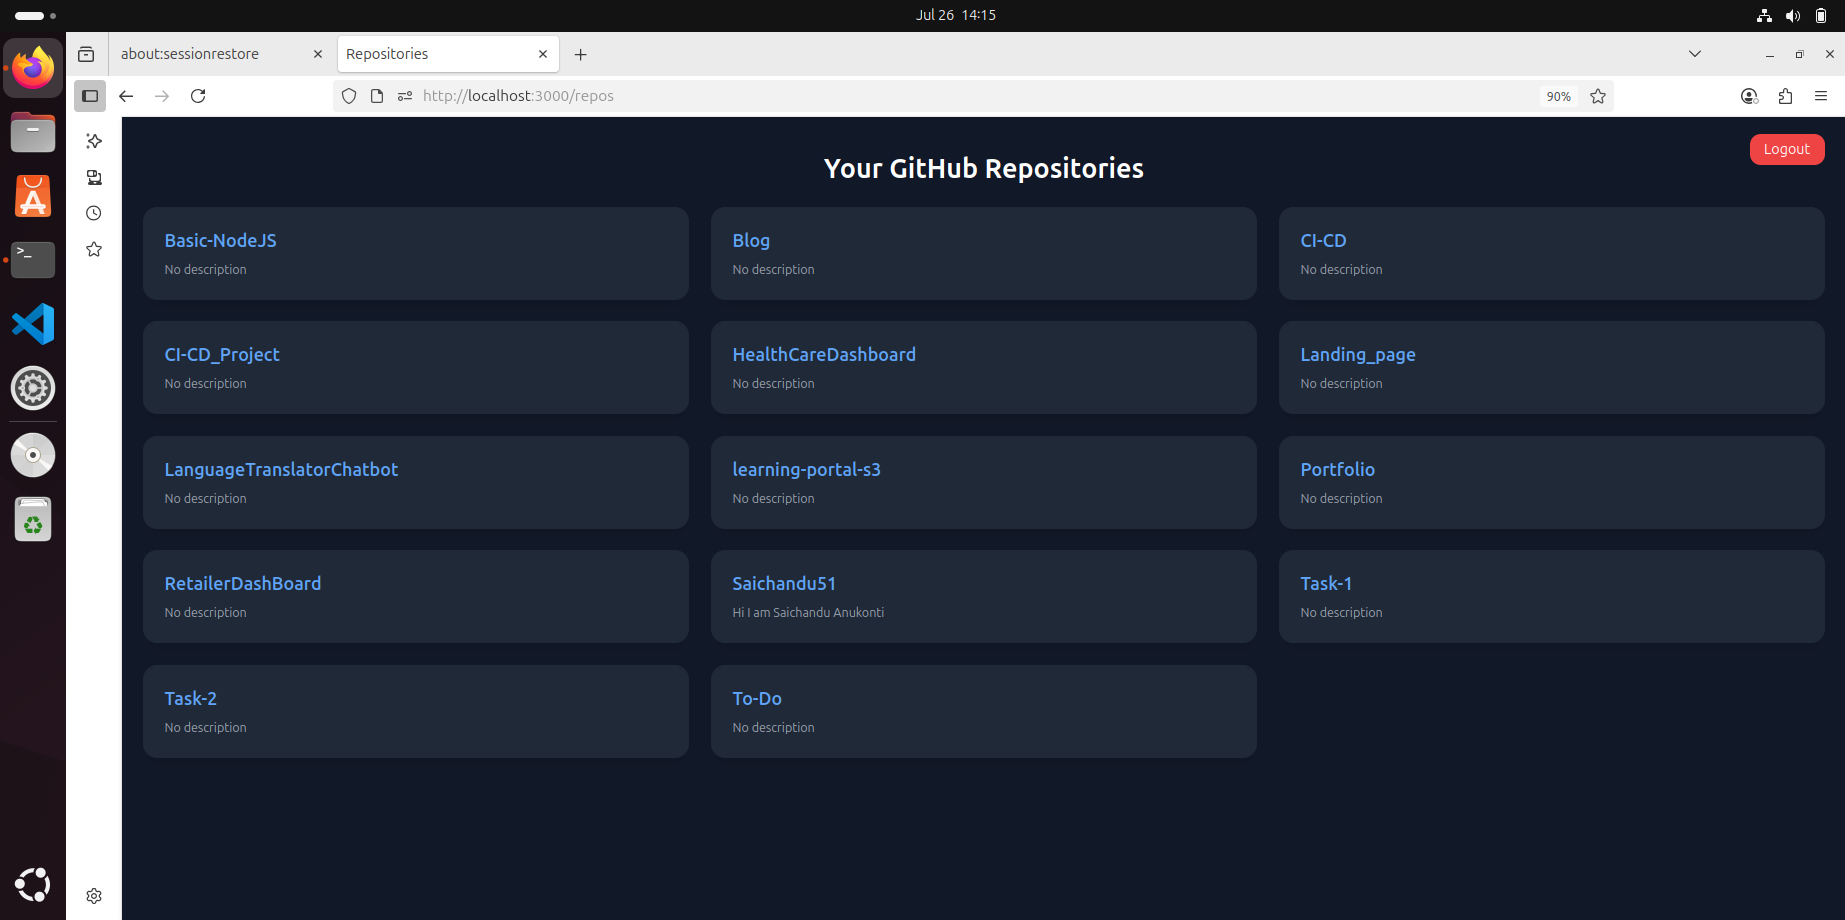 Jul 26 14:15
about:sessionrestore
Repositories
http://localhost:3000/repos
90%
Logout
Your GitHub Repositories
Basic-NodeJS
No description
Blog
No description
CI-CD
No description
CI-CD_Project
No description
HealthCareDashboard
No description
Landing_page
No description
LanguageTranslatorChatbot
No description
learning-portal-s3
No description
Portfolio
No description
RetailerDashBoard
No description
Saichandu51
Hi I am Saichandu Anukonti
Task-1
No description
Task-2
No description
To-Do
No description